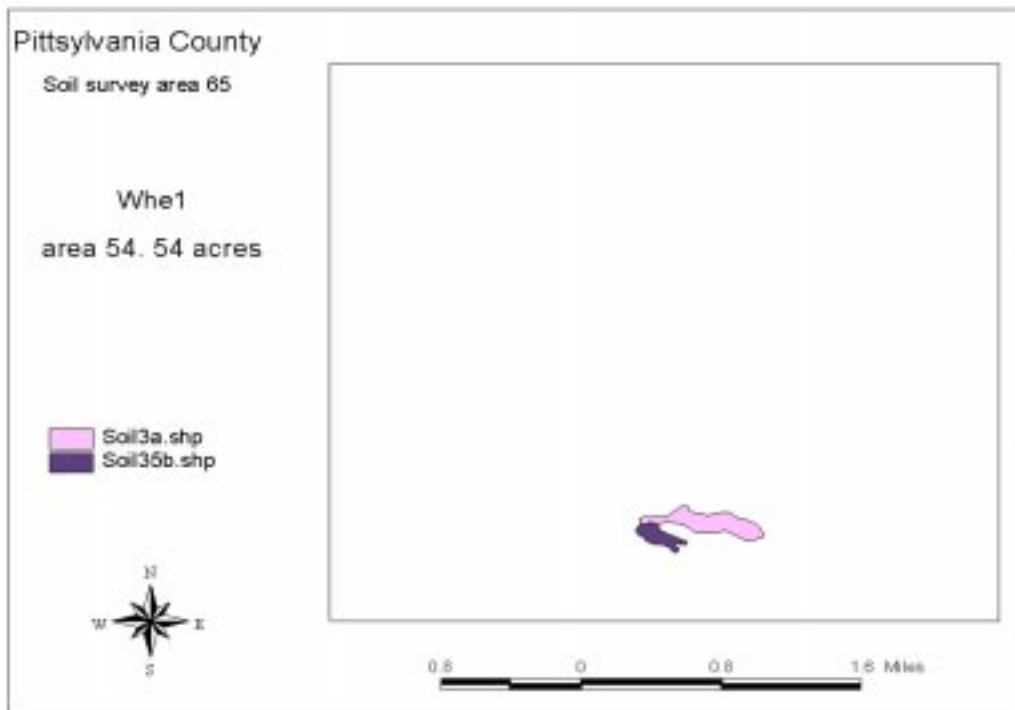 Pittsylvania County
Soil survey area 65
Whe1
area 54. 54 acres
Soil3a.shp
Soil35b.shp
N
W E
S
0.8 0 0.8 1.6 Miles